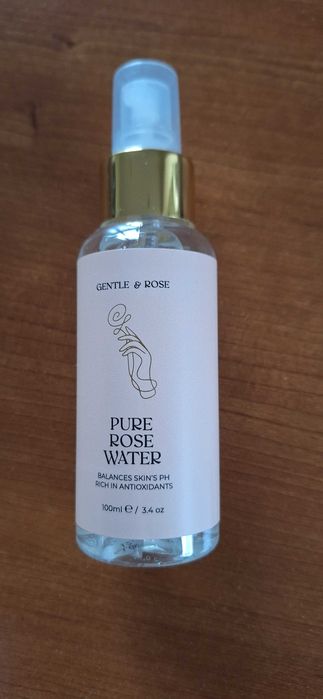 GENTLE & ROSE
PURE
ROSE
WATER
BALANCES SKIN'S PH
RICH IN ANTIOXIDANTS
100ml ℮ / 3.4 oz